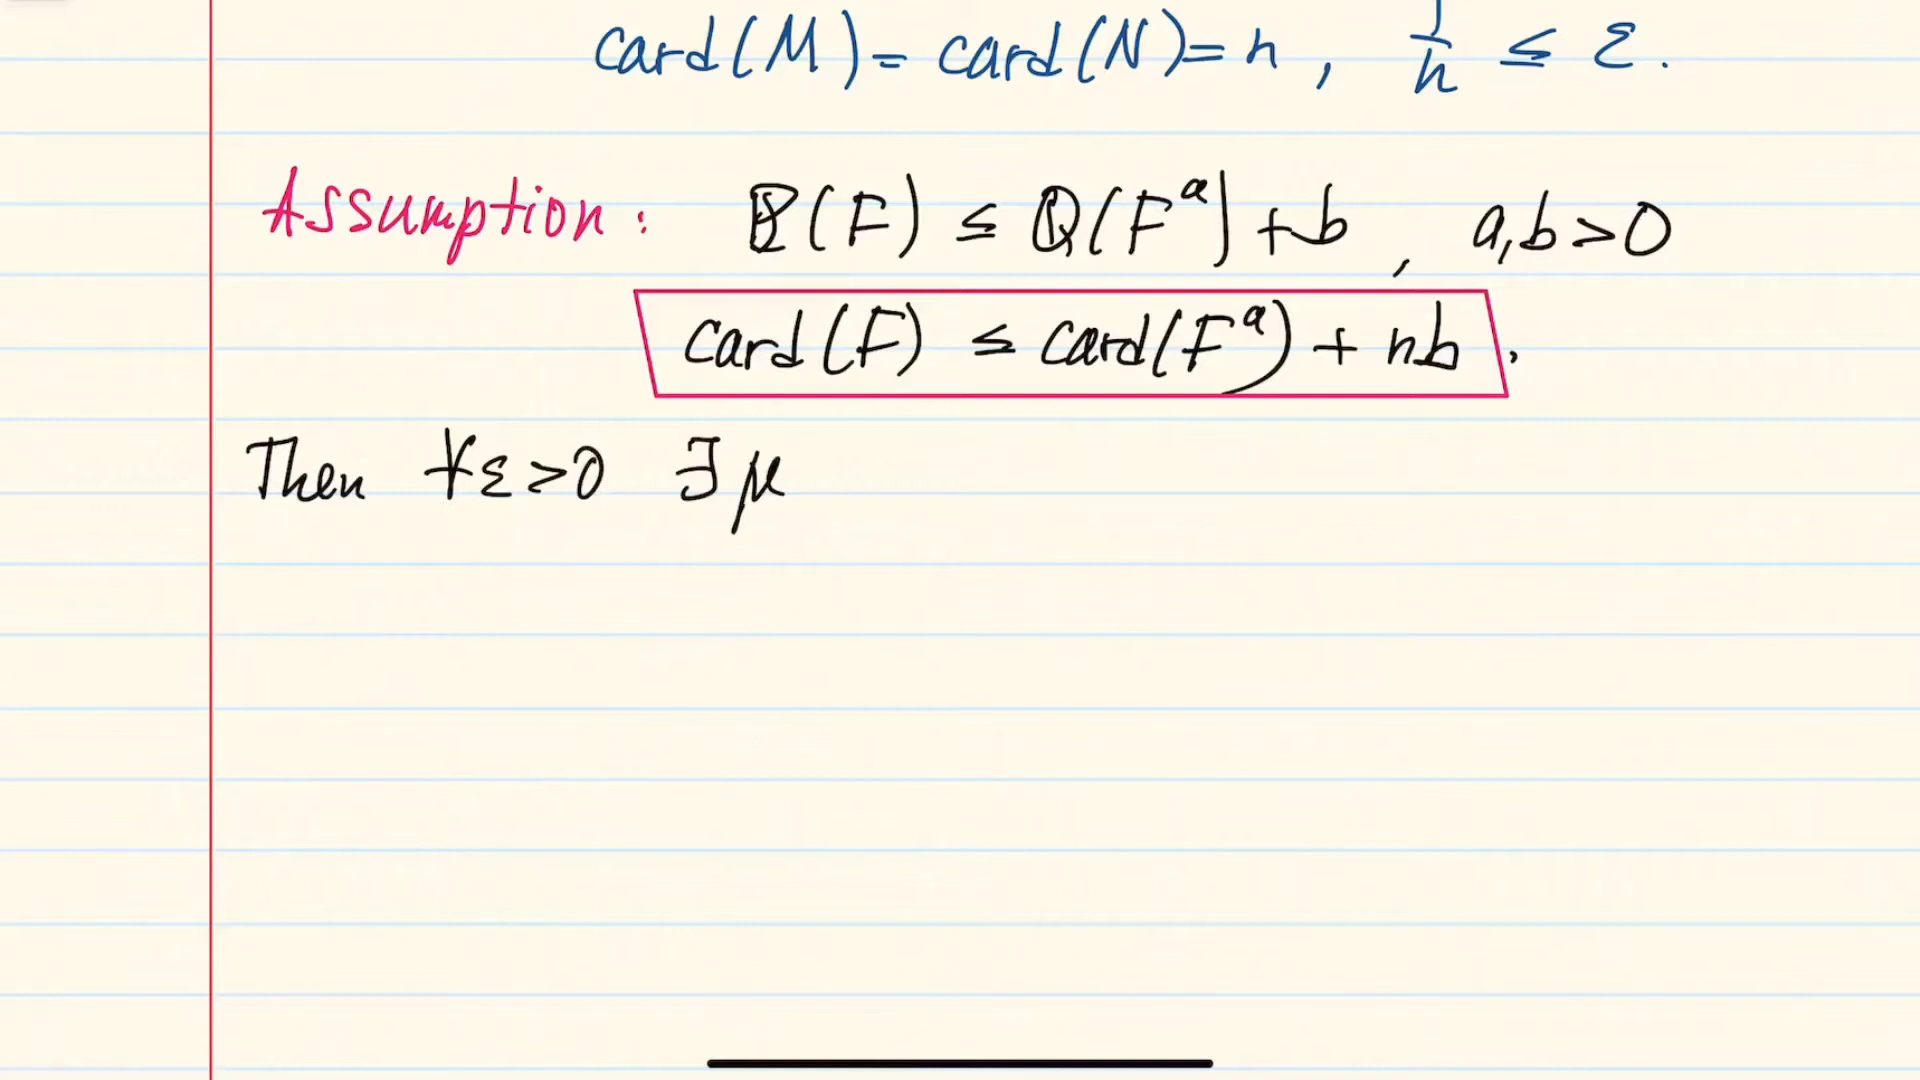 card(M) = card(N) = n , 1/n ≤ ε .
Assumption : P(F) ≤ Q(F^a) + b , a,b > 0
card(F) ≤ card(F^a) + nb .
Then ∀ε > 0 ∃ μ